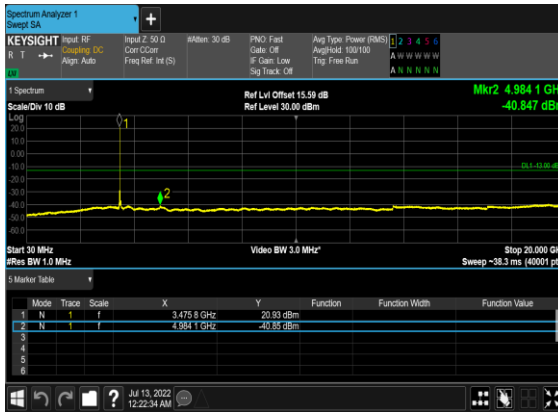 Spectrum Analyzer 1
Swept SA
+
KEYSIGHT Input: RF Input Z: 50 Ω #Atten: 30 dB PNO: Fast Avg Type: Power (RMS) 1 2 3 4 5 6
R T Coupling: DC Corr CCorr Gate: Off Avg|Hold: 100/100 A W W W W W
Align: Auto Freq Ref: Int (S) IF Gain: Low Trig: Free Run
Sig Track: Off A N N N N N
1 Spectrum Ref Lvl Offset 15.59 dB Mkr2 4.984 1 GHz
Scale/Div 10 dB Ref Level 30.00 dBm -40.847 dBm
Log
1
20.0
10.0
0.00
-10.0 DL1 -13.00 dBm
-20.0
-30.0
2
-40.0
-50.0
-60.0
Start 30 MHz Video BW 3.0 MHz* Stop 20.000 GHz
#Res BW 1.0 MHz Sweep ~38.3 ms (40001 pts)
5 Marker Table
Mode Trace Scale X Y Function Function Width Function Value
1 N 1 f 3.475 8 GHz 20.93 dBm
2 N 1 f 4.984 1 GHz -40.85 dBm
3
4
5
6
? Jul 13, 2022
12:22:34 AM